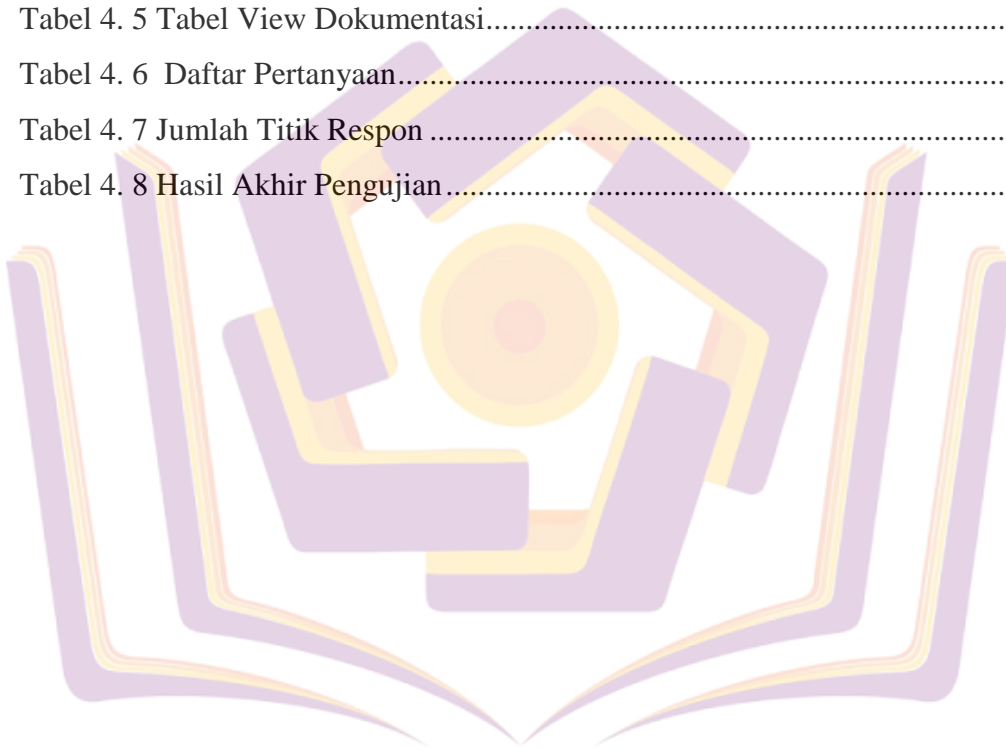 Tabel 4. 5 Tabel View Dokumentasi................................................................
Tabel 4. 6  Daftar Pertanyaan............................................................................
Tabel 4. 7 Jumlah Titik Respon ........................................................................
Tabel 4. 8 Hasil Akhir Pengujian......................................................................